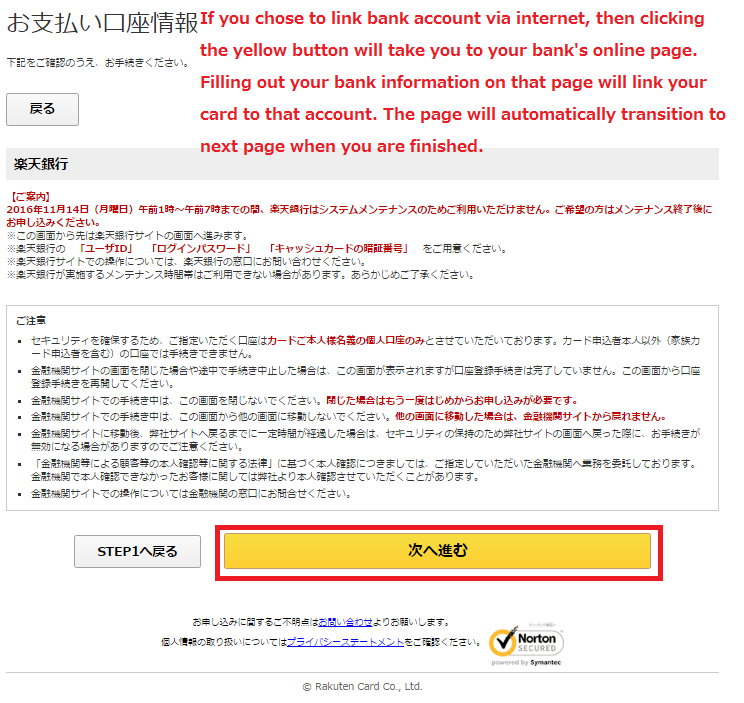 お支払い口座情報
If you chose to link bank account via internet, then clicking
the yellow button will take you to your bank's online page.
Filling out your bank information on that page will link your
card to that account. The page will automatically transition to
next page when you are finished.
下記をご確認のうえ、お手続きください。
戻る
楽天銀行
【ご案内】
2016年11月14日（月曜日）午前1時～午前7時までの間、楽天銀行はシステムメンテナンスのためご利用いただけません。ご希望の方はメンテナンス終了後に
お申し込みください。
※この画面から先は楽天銀行サイトの画面へ進みます。
※楽天銀行の 「ユーザID」 「ログインパスワード」 「キャッシュカードの暗証番号」 をご用意ください。
※楽天銀行サイトでの操作については、楽天銀行の窓口にお問い合わせください。
※楽天銀行が実施するメンテナンス時間帯はご利用できない場合があります。あらかじめご了承ください。
ご注意
▪ セキュリティを確保するため、ご指定いただく口座はカードご本人様名義の個人口座のみとさせていただいております。カード申込者本人以外（家族カ
ード申込者を含む）の口座では手続きできません。
▪ 金融機関サイトの画面を閉じた場合や途中で手続き中止した場合は、この画面が表示されますが口座登録手続きは完了していません。この画面から口座
登録手続きを再開してください。
▪ 金融機関サイトでの手続き中は、この画面を閉じないでください。閉じた場合はもう一度はじめからお申し込みが必要です。
▪ 金融機関サイトでの手続き中は、この画面から他の画面に移動しないでください。他の画面に移動した場合は、金融機関サイトから戻れません。
▪ 金融機関サイトに移動後、弊社サイトへ戻るまでに一定時間が経過した場合は、セキュリティの保持のため弊社サイトの画面へ戻った際に、お手続きが
無効になる場合がありますのでご注意ください。
▪ 「金融機関等による顧客等の本人確認等に関する法律」に基づく本人確認につきましては、ご指定していただいた金融機関へ業務を委託しております。
金融機関で本人確認できなかったお客様に関しては弊社より本人確認させていただくことがあります。
▪ 金融機関サイトでの操作については金融機関の窓口にお問合せください。
STEP1へ戻る
次へ進む
お申し込みに関するご不明点はお問い合わせよりお願いします。
個人情報の取り扱いについてはプライバシーステートメントをご確認ください。
Norton
SECURED
powered by Symantec
© Rakuten Card Co., Ltd.